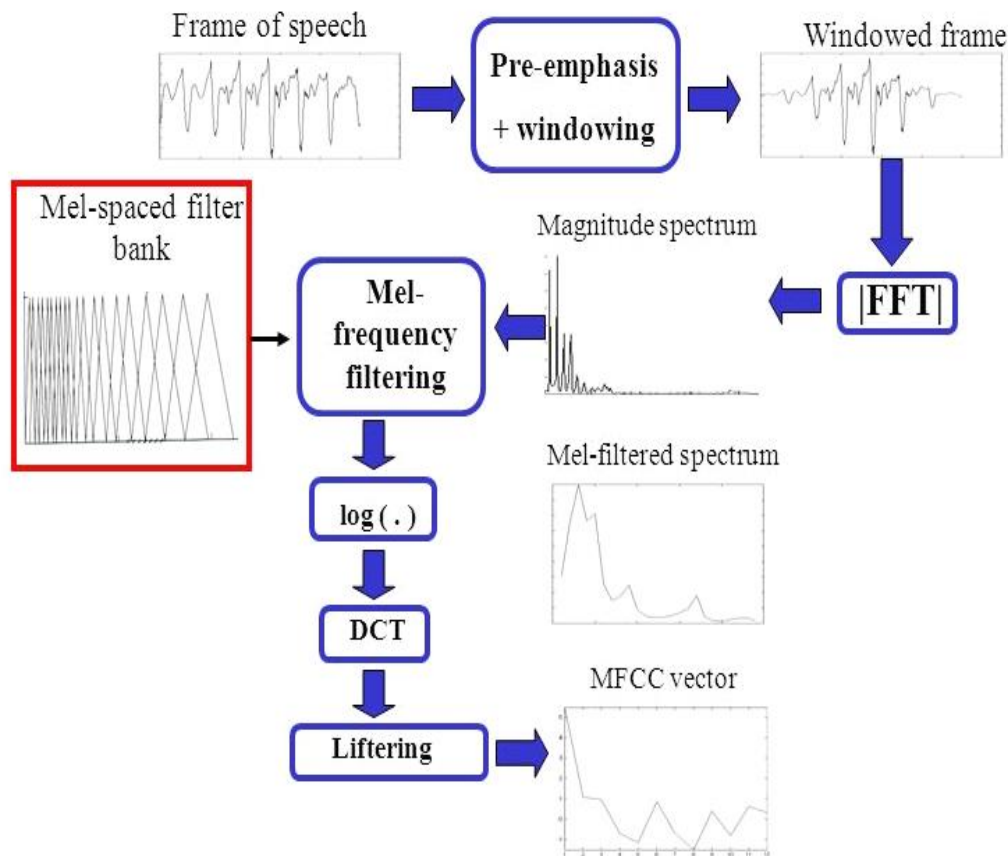 Frame of speech
Pre-emphasis
+ windowing
Windowed frame
Mel-spaced filter
bank
Magnitude spectrum
|FFT|
Mel-
frequency
filtering
Mel-filtered spectrum
log ( . )
DCT
MFCC vector
Liftering